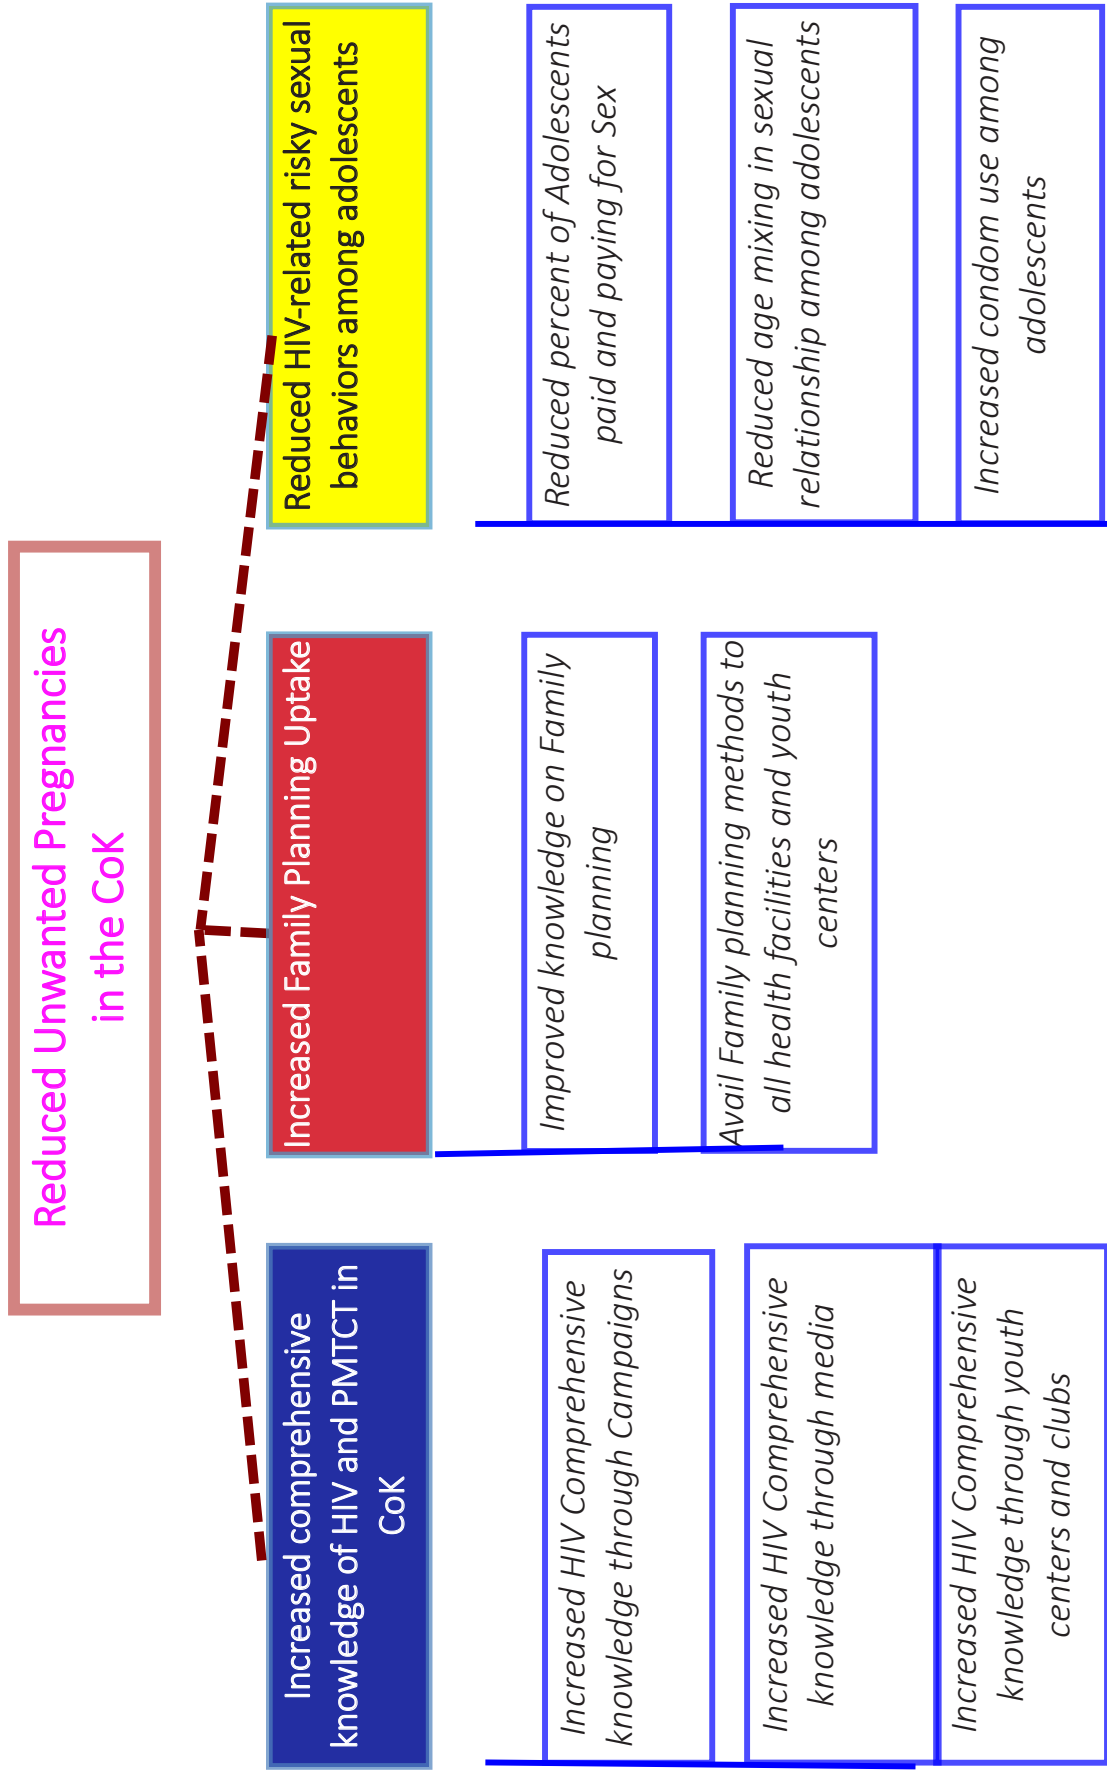 Reduced Unwanted Pregnancies
in the CoK
Increased comprehensive
knowledge of HIV and PMTCT in
CoK
Increased HIV Comprehensive
knowledge through Campaigns
Increased HIV Comprehensive
knowledge through media
Increased HIV Comprehensive
knowledge through youth
centers and clubs
Increased Family Planning Uptake
Improved knowledge on Family
planning
Avail Family planning methods to
all health facilities and youth
centers
Reduced HIV-related risky sexual
behaviors among adolescents
Reduced percent of Adolescents
paid and paying for Sex
Reduced age mixing in sexual
relationship among adolescents
Increased condom use among
adolescents